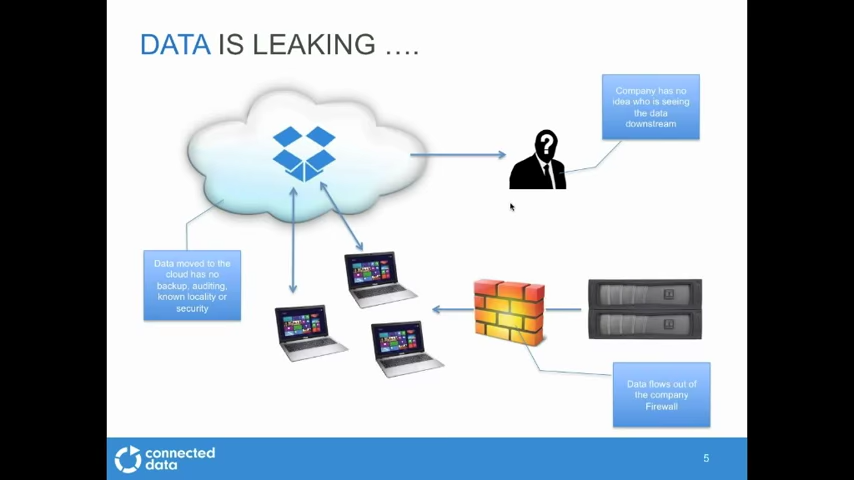 DATA IS LEAKING ....
Company has no
idea who is seeing
the data
downstream
?
Data moved to the
cloud has no
backup, auditing,
known locality or
security
Data flows out of
the company
Firewall
connected
data
5